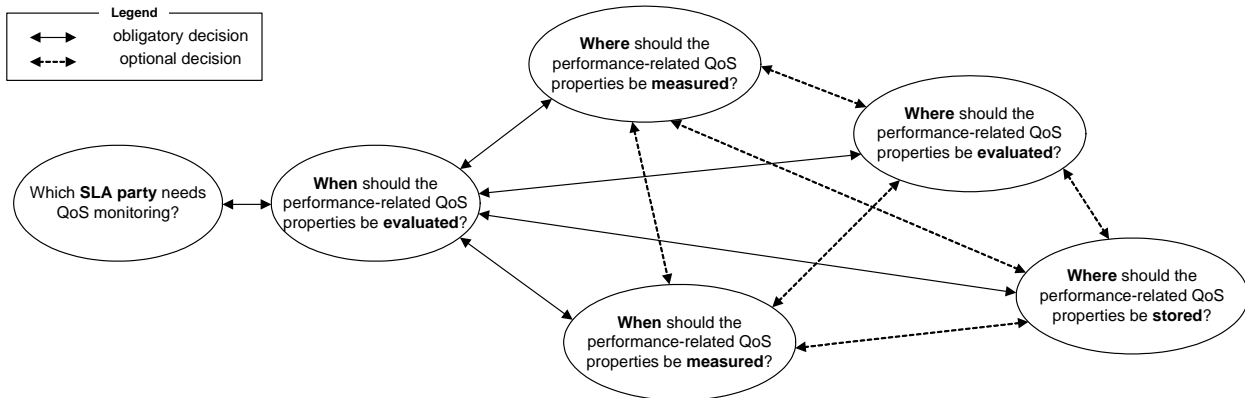 Legend
obligatory decision
optional decision
Where should the
performance-related QoS
properties be measured?
Where should the
performance-related QoS
properties be evaluated?
Which SLA party needs
QoS monitoring?
When should the
performance-related QoS
properties be evaluated?
Where should the
performance-related QoS
properties be stored?
When should the
performance-related QoS
properties be measured?